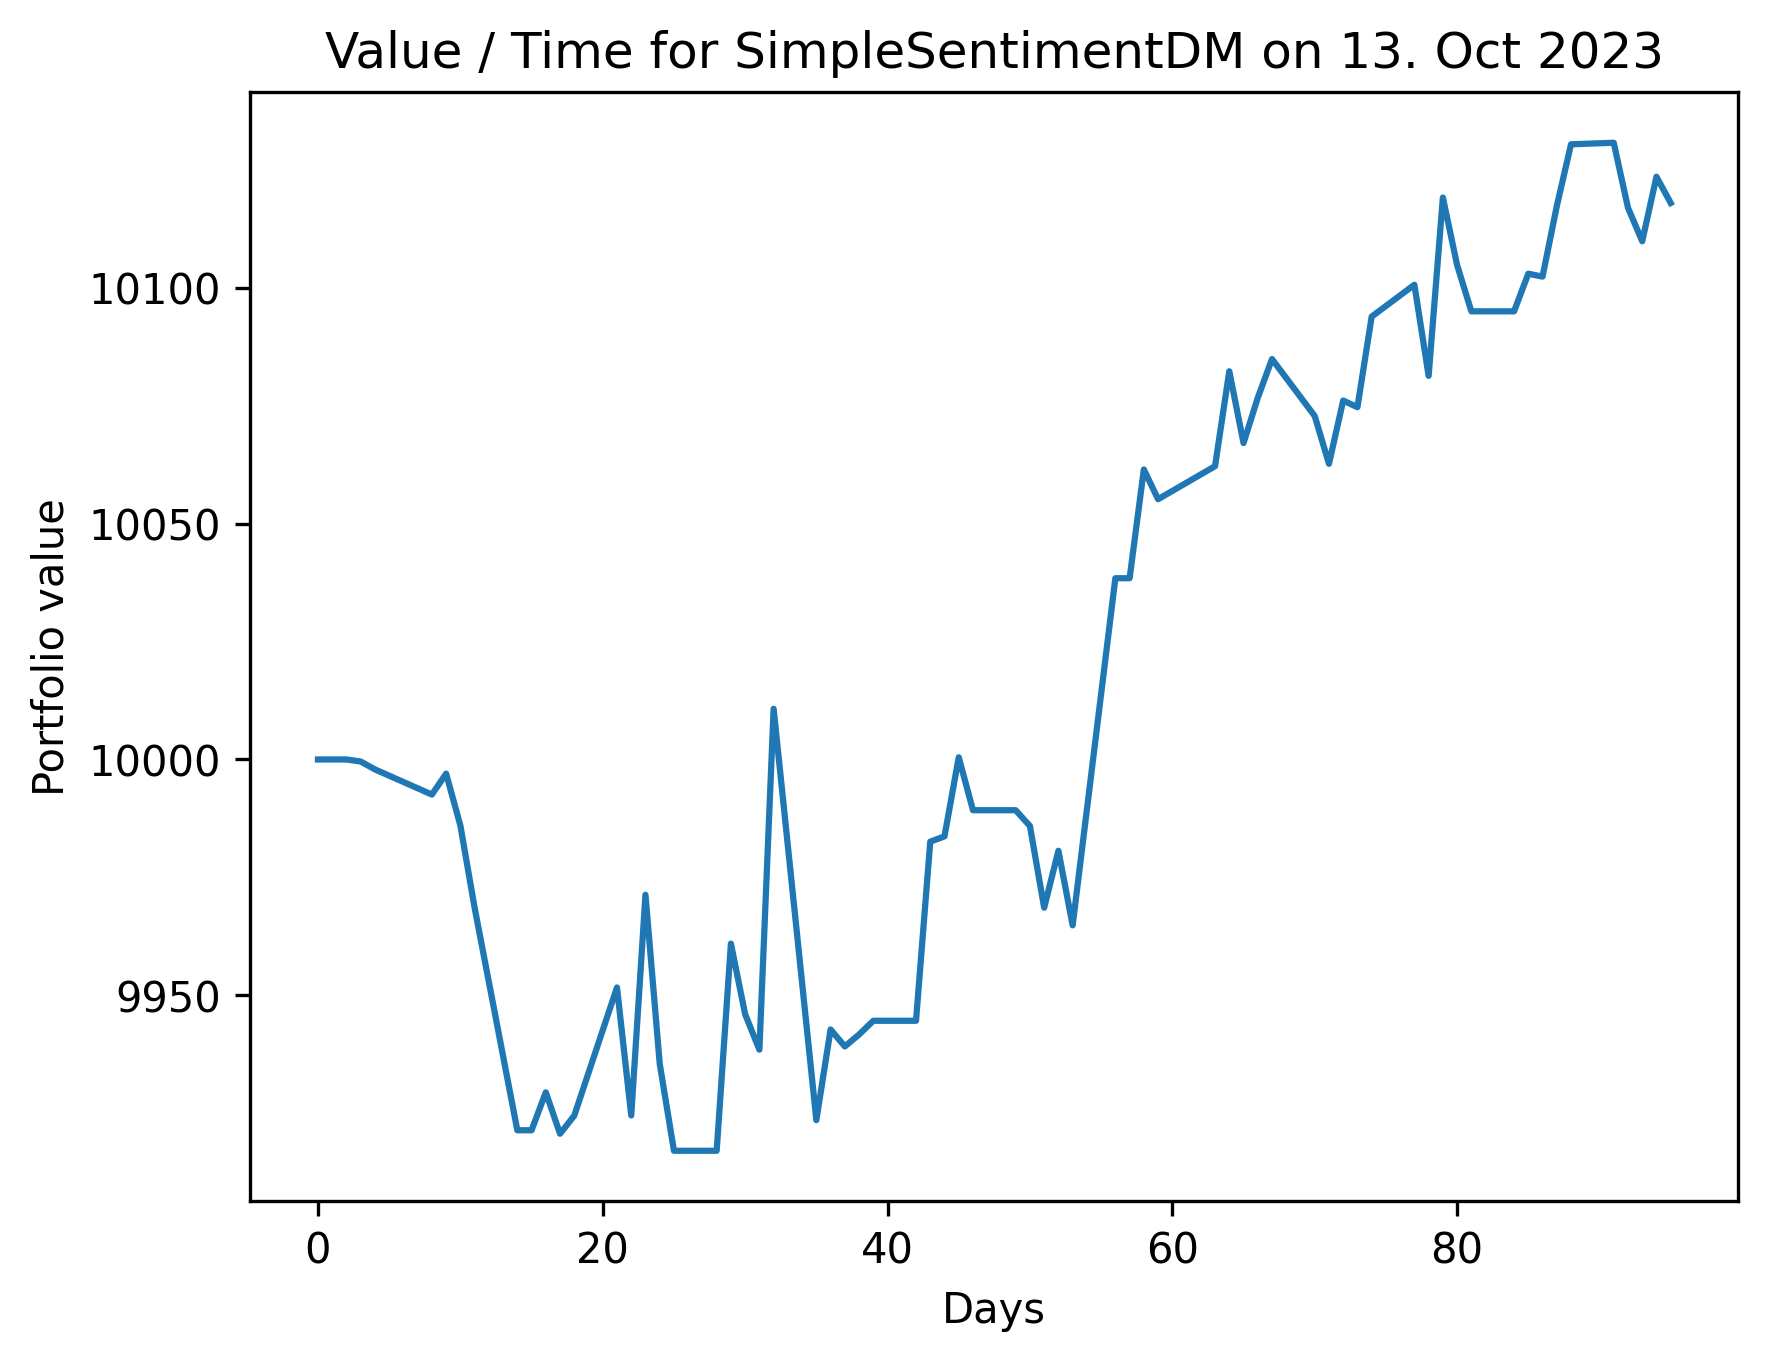 Value / Time for SimpleSentimentDM on 13. Oct 2023
Portfolio value
10100
10050
10000
9950
0 20 40 60 80
Days